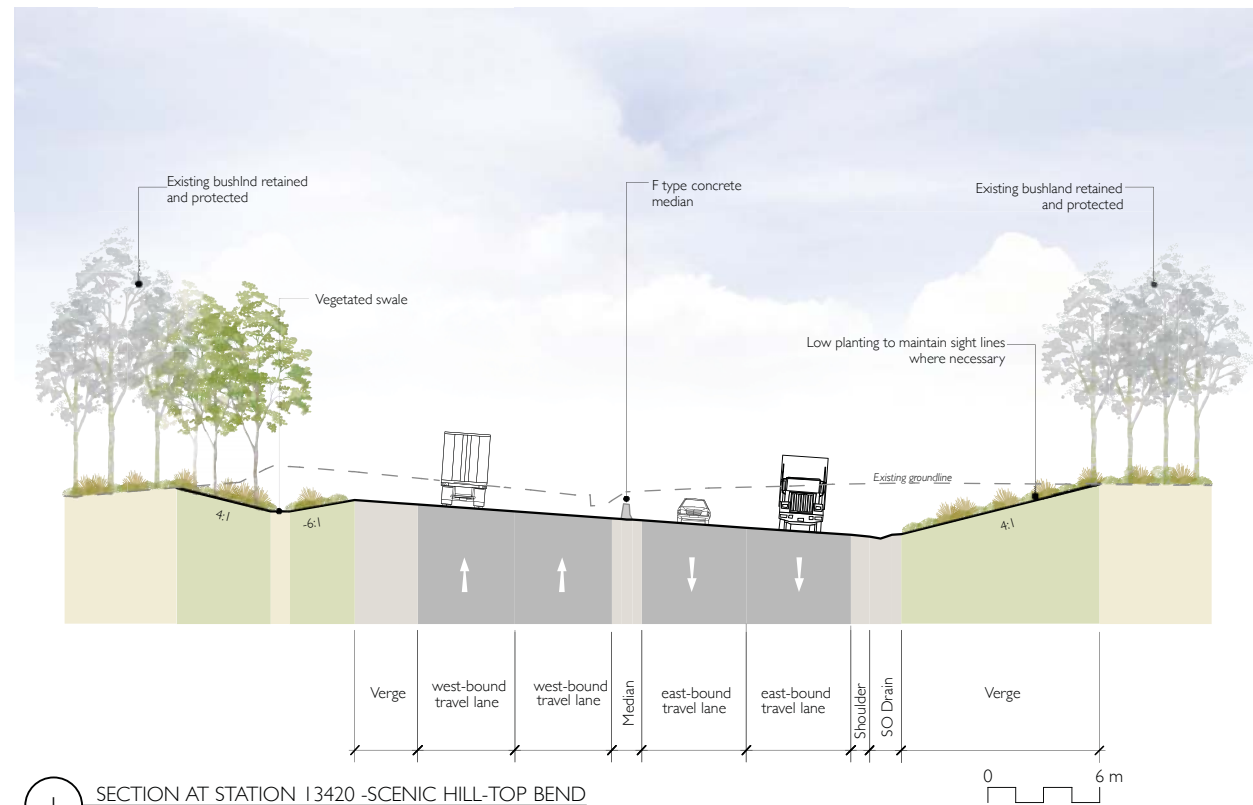 Existing bushlnd retained
and protected
F type concrete
median
Existing bushland retained
and protected
Vegetated swale
Low planting to maintain sight lines
where necessary
Existing groundline
4:1
-6:1
4:1
Verge
west-bound
travel lane
west-bound
travel lane
Median
east-bound
travel lane
east-bound
travel lane
Shoulder
SO Drain
Verge
1
SECTION AT STATION 13420 -SCENIC HILL-TOP BEND
0
6 m